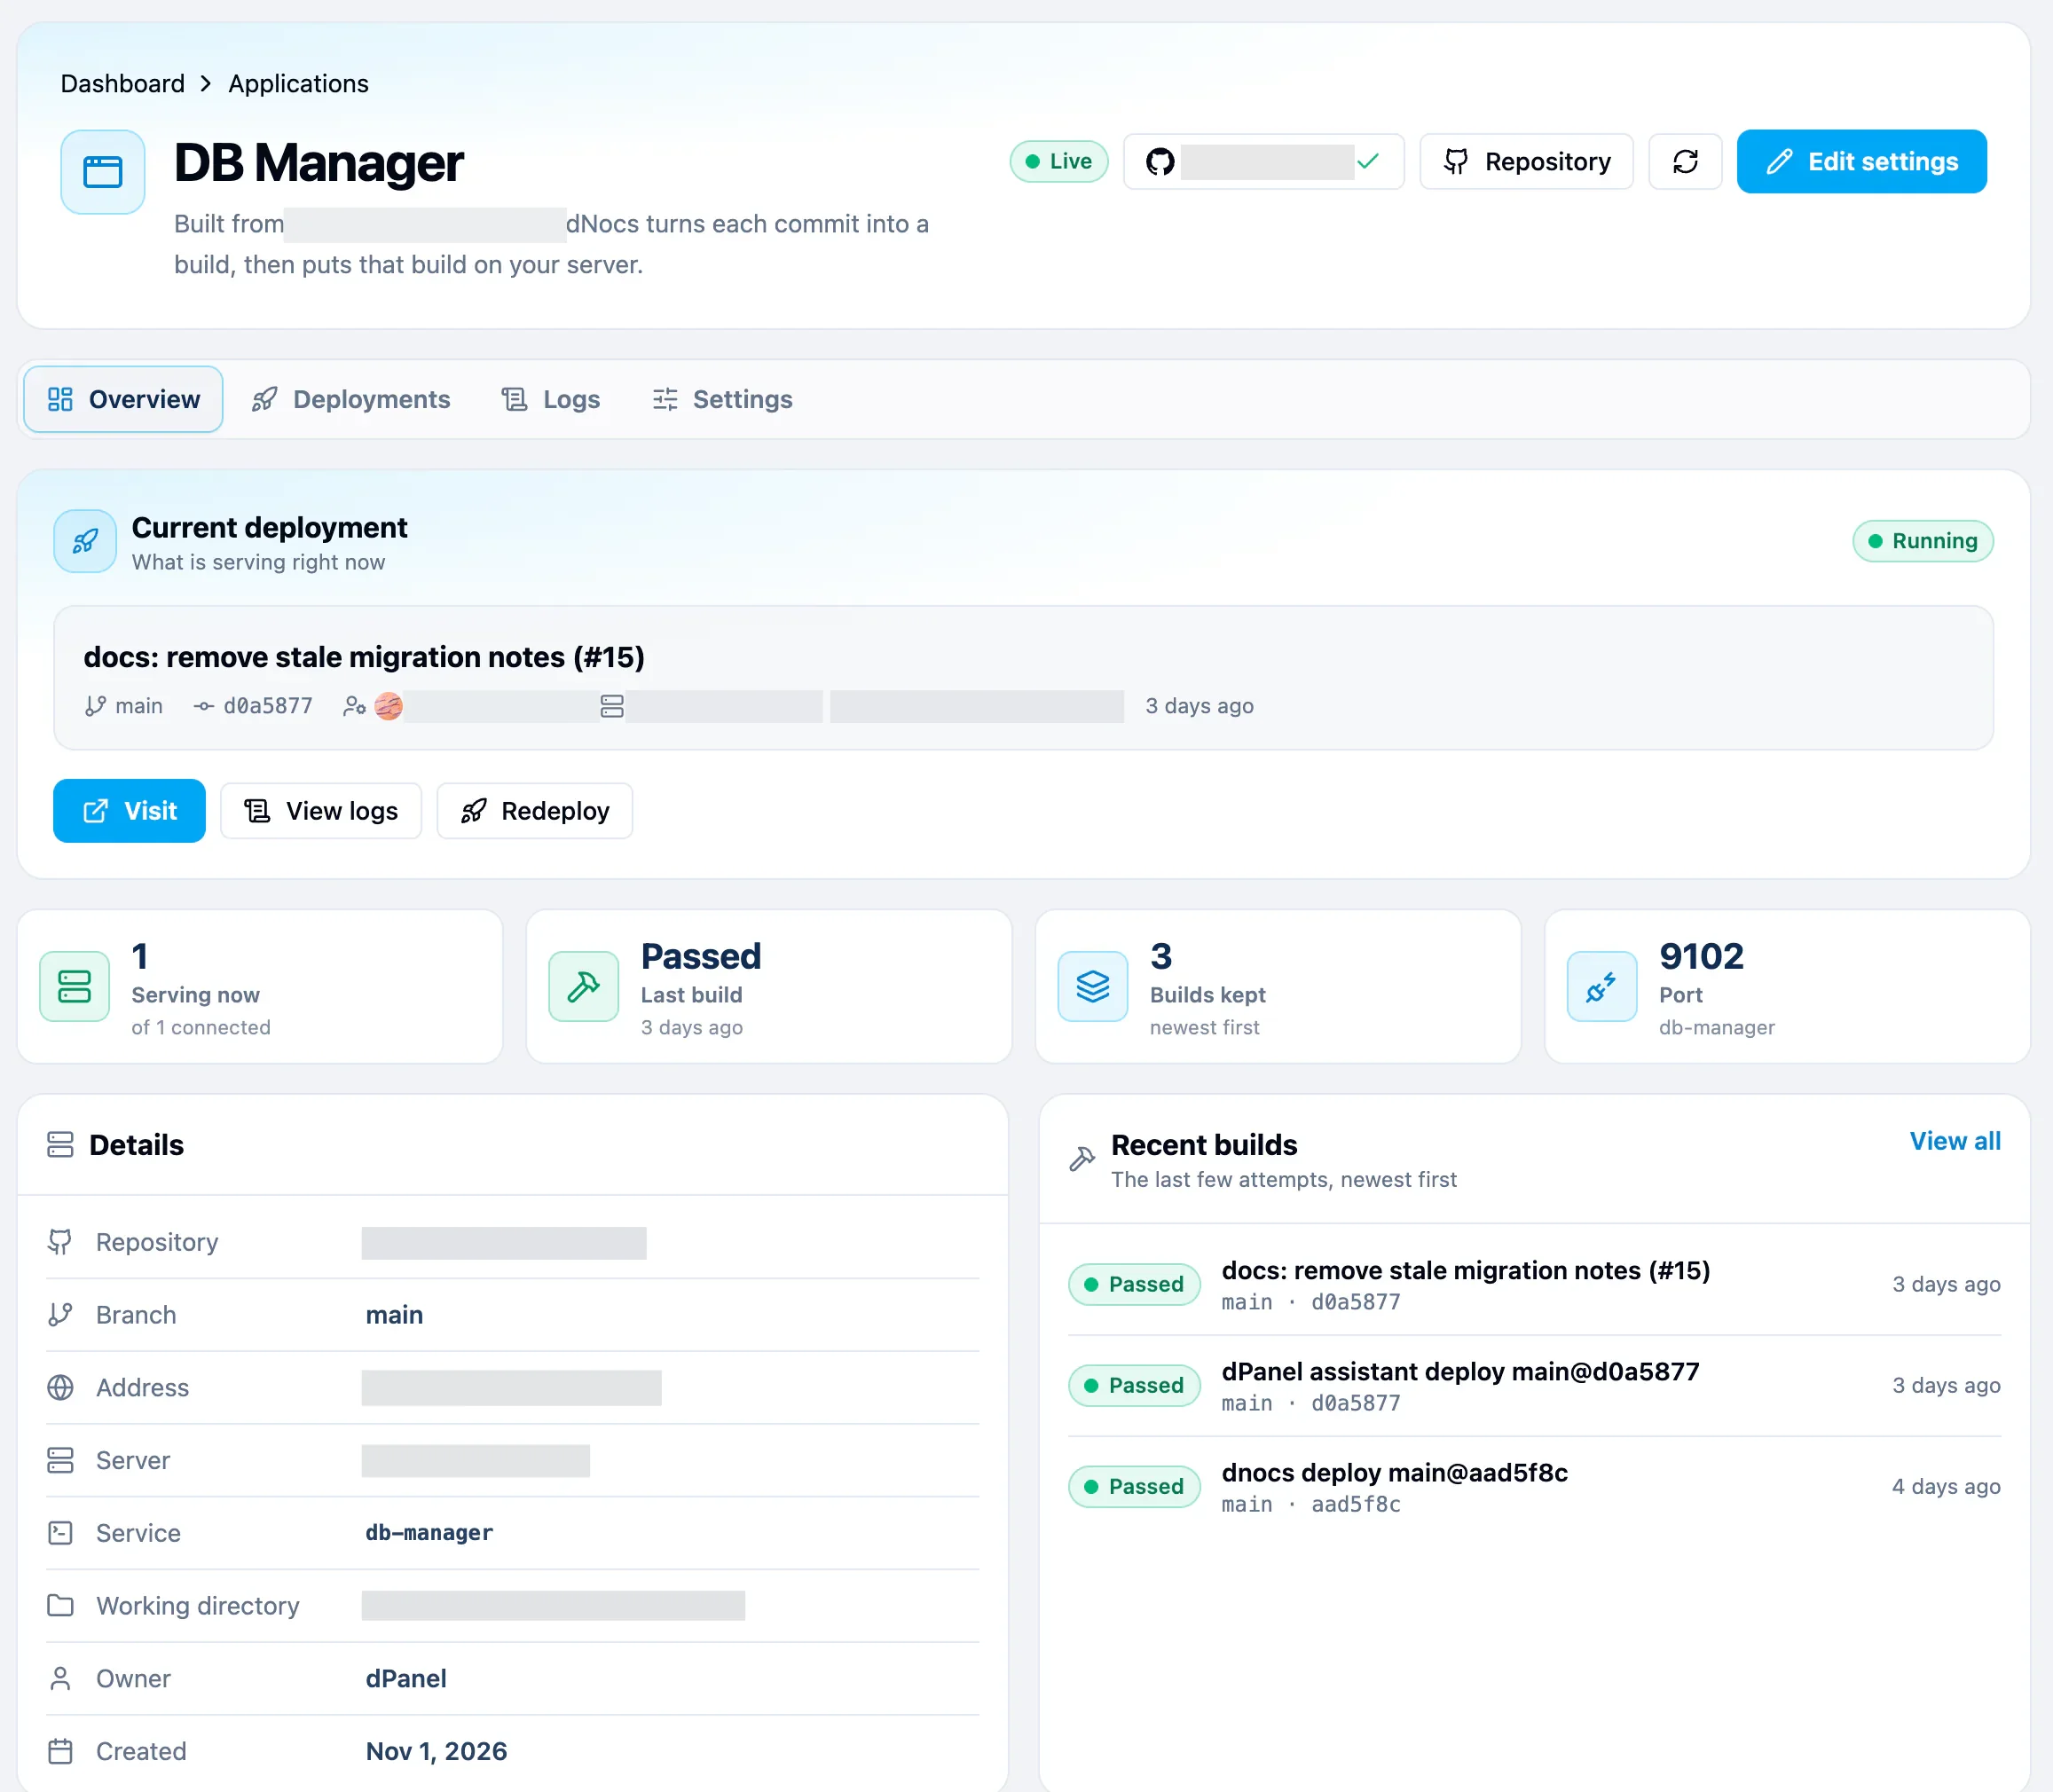 Dashboard > Applications
DB Manager
Live
Repository
Edit settings
Built from dNocs turns each commit into a
build, then puts that build on your server.
Overview
Deployments
Logs
Settings
Current deployment
What is serving right now
Running
docs: remove stale migration notes (#15)
main d0a5877 3 days ago
Visit
View logs
Redeploy
1
Serving now
of 1 connected
Passed
Last build
3 days ago
3
Builds kept
newest first
9102
Port
db-manager
Details
Repository
Branch main
Address
Server
Service db-manager
Working directory
Owner dPanel
Created Nov 1, 2026
Recent builds
The last few attempts, newest first
View all
Passed
docs: remove stale migration notes (#15)
main · d0a5877
3 days ago
Passed
dPanel assistant deploy main@d0a5877
main · d0a5877
3 days ago
Passed
dnocs deploy main@aad5f8c
main · aad5f8c
4 days ago